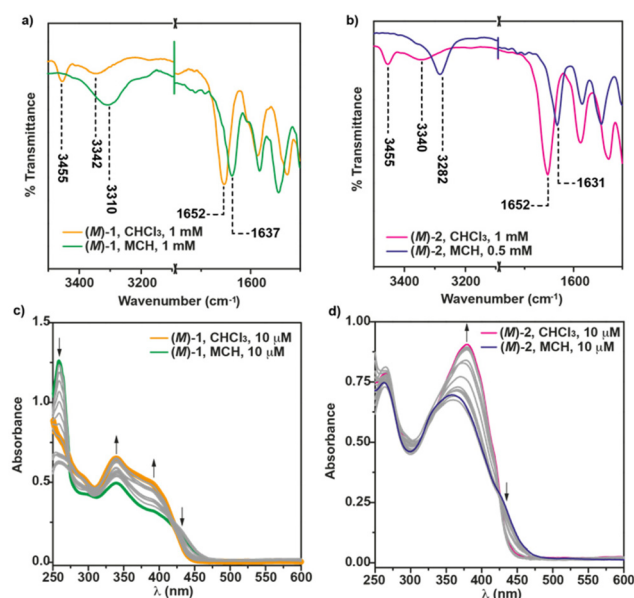 a)
% Transmittance
3455
3342
3310
1652
1637
(M)-1, CHCl₃, 1 mM
(M)-1, MCH, 1 mM
3400
3200
1600
Wavenumber (cm⁻¹)
b)
% Transmittance
3455
3340
3282
1652
1631
(M)-2, CHCl₃, 1 mM
(M)-2, MCH, 0.5 mM
3400
3200
1600
Wavenumber (cm⁻¹)
c)
Absorbance
1.5
1.0
0.5
0.0
(M)-1, CHCl₃, 10 μM
(M)-1, MCH, 10 μM
250 300 350 400 450 500 550 600
λ (nm)
d)
Absorbance
1.00
0.75
0.50
0.25
0.00
(M)-2, CHCl₃, 10 μM
(M)-2, MCH, 10 μM
250 300 350 400 450 500 550 600
λ (nm)